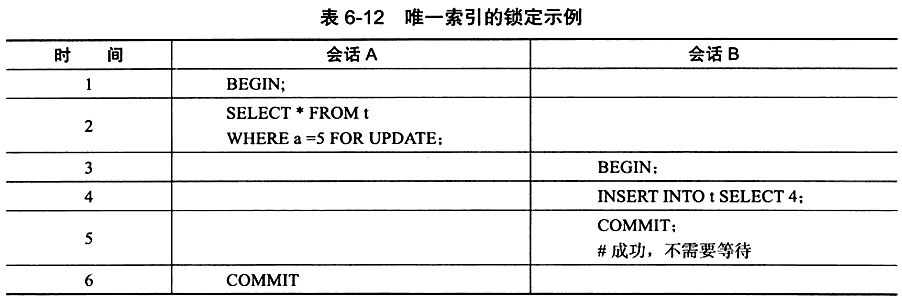 表 6-12 唯一索引的锁定示例
时 间 会话 A 会话 B
1 BEGIN;
2 SELECT * FROM t
WHERE a =5 FOR UPDATE;
3 BEGIN;
4 INSERT INTO t SELECT 4;
5 COMMIT;
# 成功，不需要等待
6 COMMIT